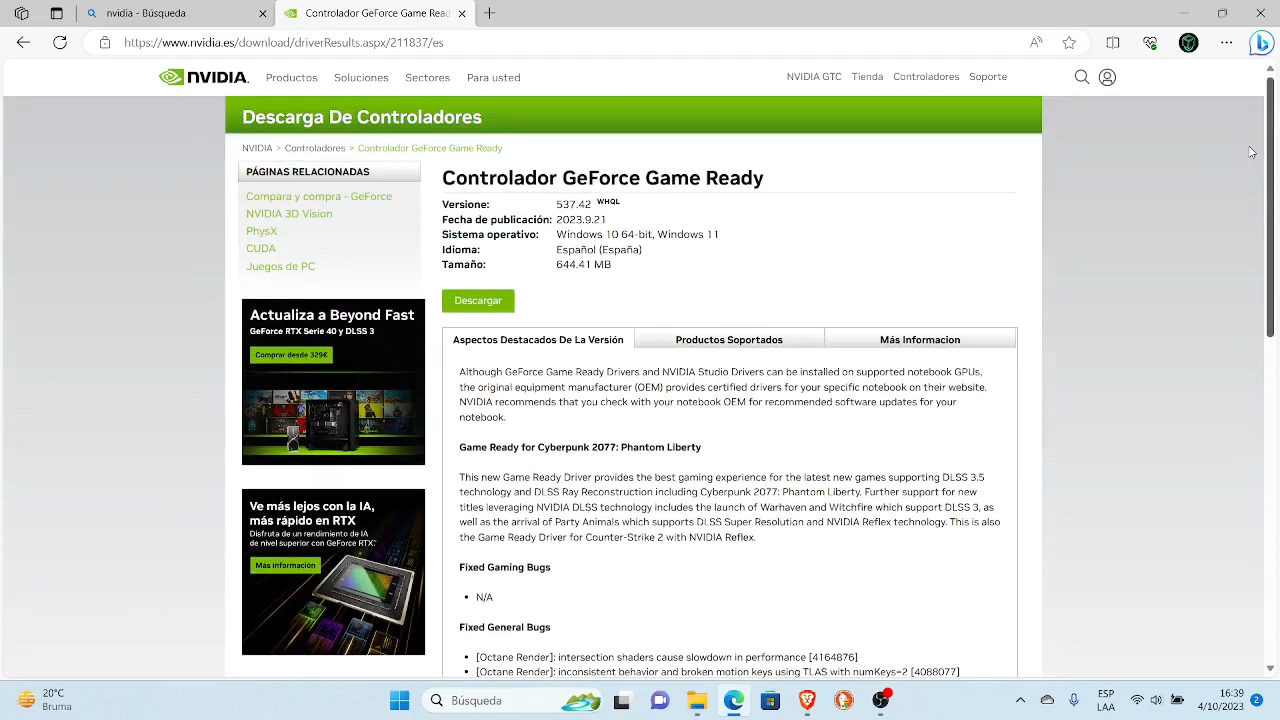 nvidia - Búsqueda
Controlador GeForce Game Read
https://www.nvidia.es/download/driverResults.aspx/211837/es
NVIDIA.
Productos
Soluciones
Sectores
Para usted
NVIDIA GTC
Tienda
Controladores
Soporte
Descarga De Controladores
NVIDIA > Controladores > Controlador GeForce Game Ready
PÁGINAS RELACIONADAS
Compara y compra - GeForce
NVIDIA 3D Vision
PhysX
CUDA
Juegos de PC
Actualiza a Beyond Fast
GeForce RTX Serie 40 y DLSS 3
Comprar desde 329€
Ve más lejos con la IA,
más rápido en RTX
Disfruta de un rendimiento de IA
de nivel superior con GeForce RTX.
Más información
Controlador GeForce Game Ready
Versione: 537.42 WHQL
Fecha de publicación: 2023.9.21
Sistema operativo: Windows 10 64-bit, Windows 11
Idioma: Español (España)
Tamaño: 644.41 MB
Descargar
Aspectos Destacados De La Versión
Productos Soportados
Más Informacion
Although GeForce Game Ready Drivers and NVIDIA Studio Drivers can be installed on supported notebook GPUs,
the original equipment manufacturer (OEM) provides certified drivers for your specific notebook on their website.
NVIDIA recommends that you check with your notebook OEM for recommended software updates for your
notebook.
Game Ready for Cyberpunk 2077: Phantom Liberty
This new Game Ready Driver provides the best gaming experience for the latest new games supporting DLSS 3.5
technology and DLSS Ray Reconstruction including Cyberpunk 2077: Phantom Liberty. Further support for new
titles leveraging NVIDIA DLSS technology includes the launch of Warhaven and Witchfire which support DLSS 3, as
well as the arrival of Party Animals which supports DLSS Super Resolution and NVIDIA Reflex technology. This is also
the Game Ready Driver for Counter-Strike 2 with NVIDIA Reflex.
Fixed Gaming Bugs
• N/A
Fixed General Bugs
• [Octane Render]: intersection shaders cause slowdown in performance [4164876]
• [Octane Render]: inconsistent behavior and broken motion keys using TLAS with numKeys=2 [4088077]
20°C
Bruma
Búsqueda
ESP
LAA
16:39
4/10/2023
2